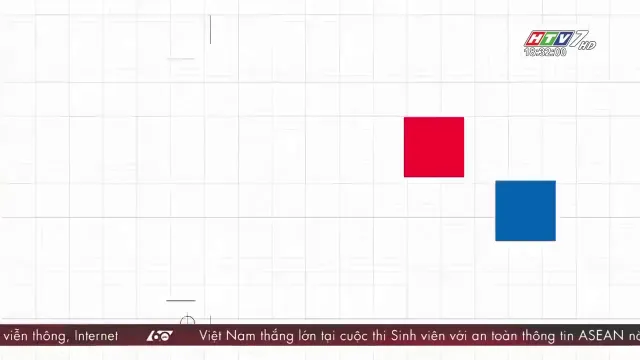 HTV7 HD
18:32:00
viễn thông, Internet 60 Việt Nam thắng lớn tại cuộc thi Sinh viên với an toàn thông tin ASEAN